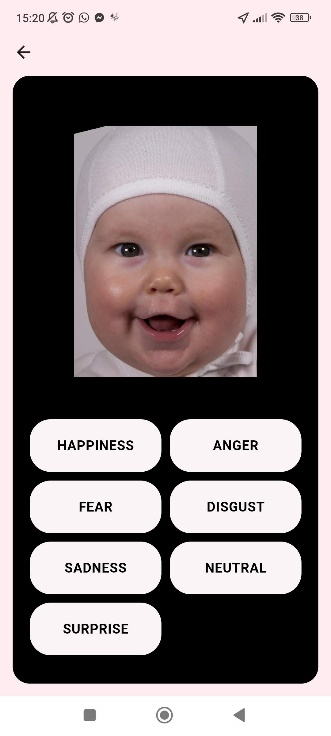 15:20
38
HAPPINESS
ANGER
FEAR
DISGUST
SADNESS
NEUTRAL
SURPRISE